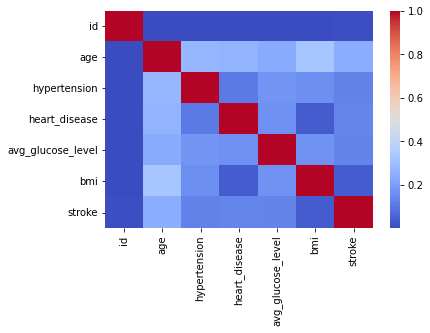 id
age
hypertension
heart_disease
avg_glucose_level
bmi
stroke
id
age
hypertension
heart_disease
avg_glucose_level
bmi
stroke
1.0
0.8
0.6
0.4
0.2